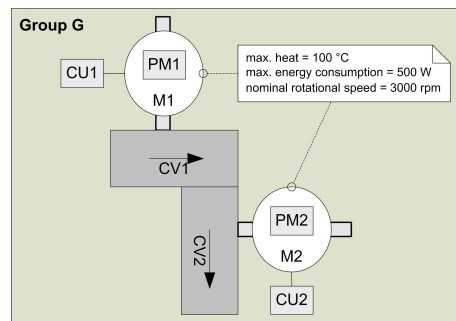 Group G
PM1
CU1
M1
max. heat = 100 °C
max. energy consumption = 500 W
nominal rotational speed = 3000 rpm
CV1
PM2
CV2
M2
CU2